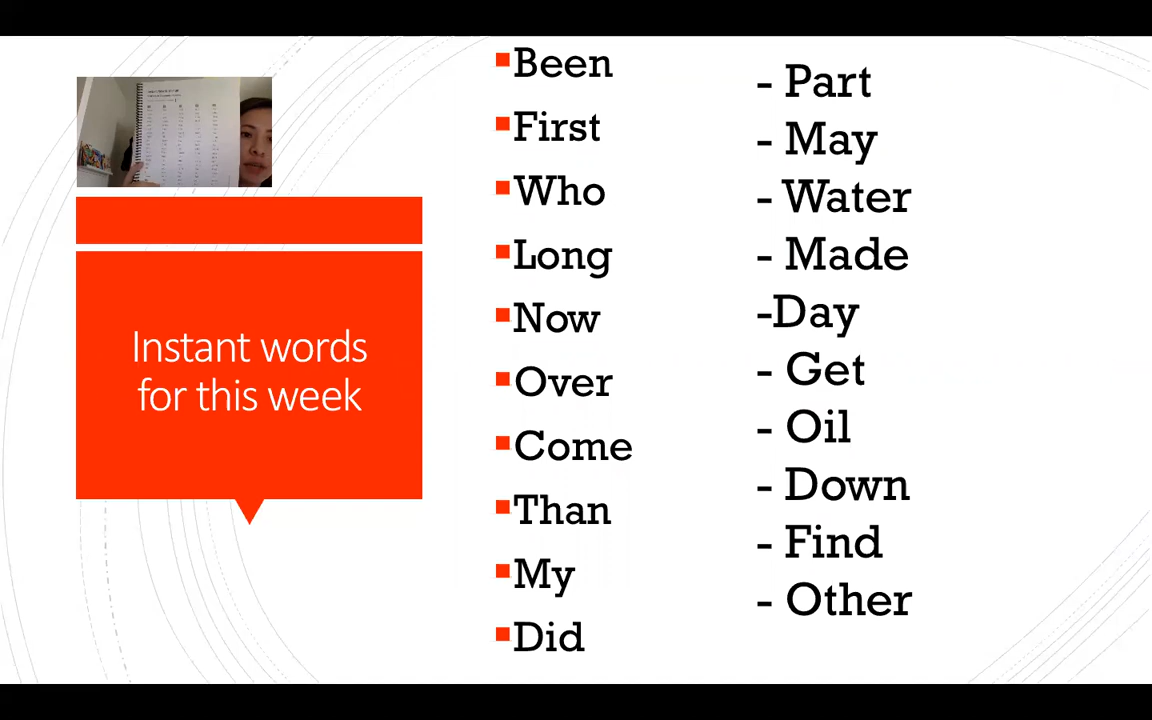 Instant words
for this week
Been
First
Who
Long
Now
Over
Come
Than
My
Did
- Part
- May
- Water
- Made
-Day
- Get
- Oil
- Down
- Find
- Other